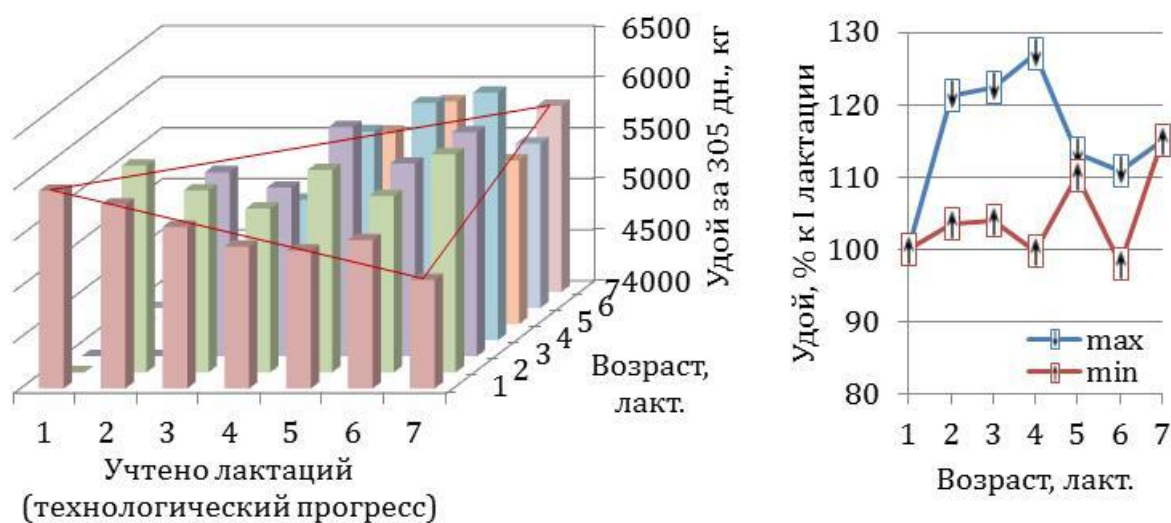 6500
6000
5500
5000
4500
4000
Удой за 305 дн., кг
1 2 3 4 5 6 7
Возраст,
лакт.
1 2 3 4 5 6 7
Учтено лактаций
(технологический прогресс)
130
120
110
100
90
80
Удой, % к I лактации
max
min
1 2 3 4 5 6 7
Возраст, лакт.